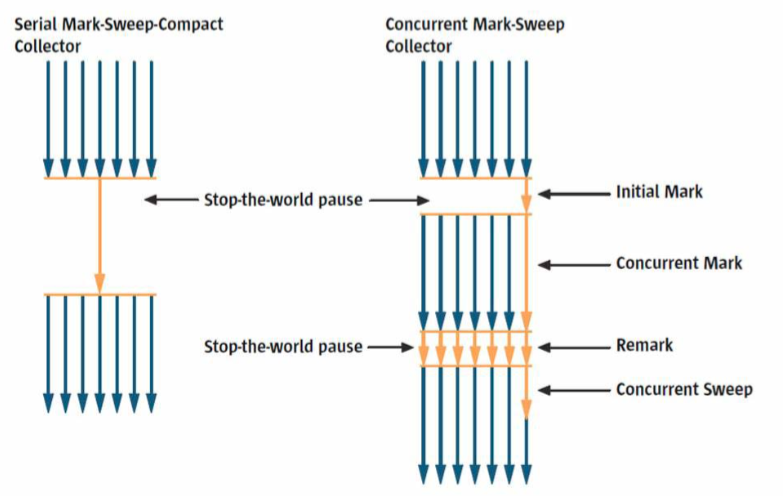 Serial Mark-Sweep-Compact
Collector
Concurrent Mark-Sweep
Collector
Stop-the-world pause
Initial Mark
Concurrent Mark
Stop-the-world pause
Remark
Concurrent Sweep